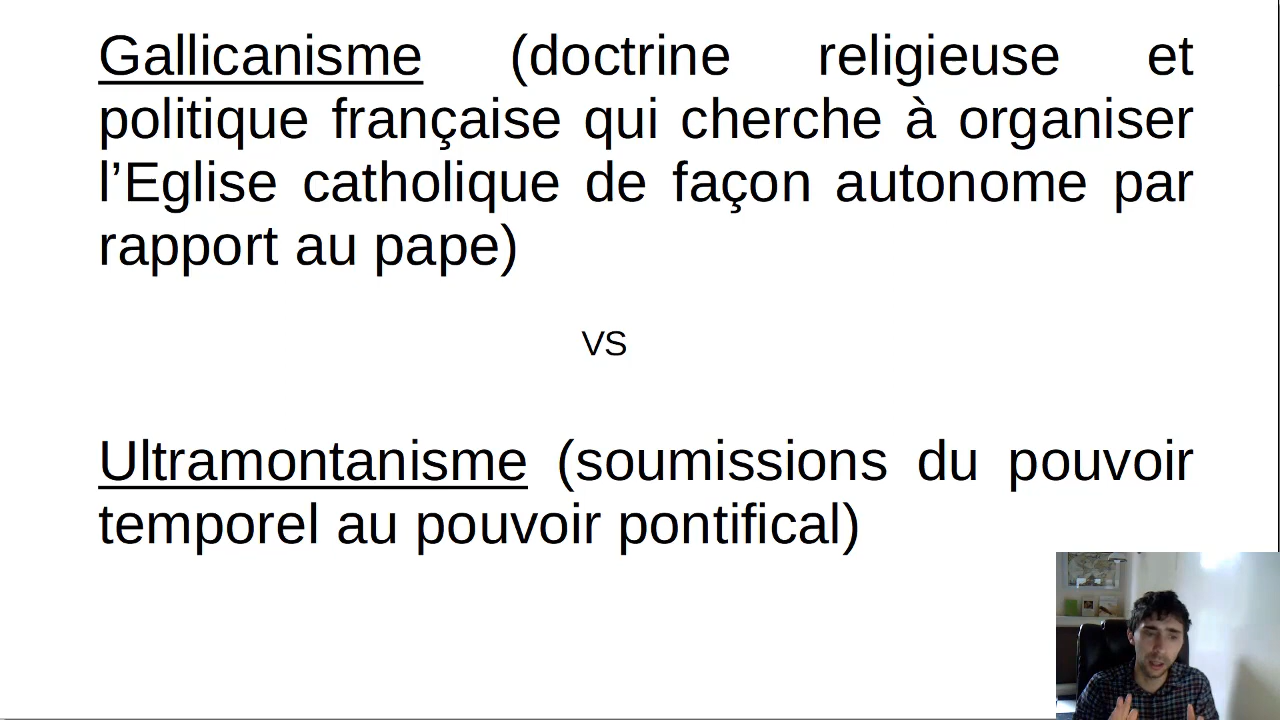 Gallicanisme (doctrine religieuse et
politique française qui cherche à organiser
l’Eglise catholique de façon autonome par
rapport au pape)
VS
Ultramontanisme (soumissions du pouvoir
temporel au pouvoir pontifical)